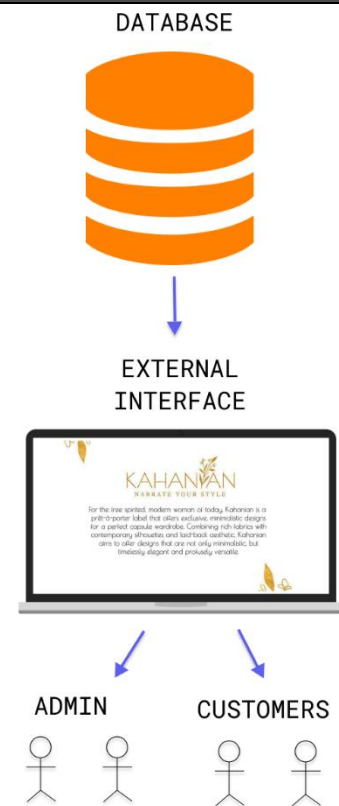 DATABASE
EXTERNAL
INTERFACE
KAHANIYAN
NARRATE YOUR STYLE
For the free spirited, modern woman of today, Kahanian is a
prêt-à-porter label that offers exclusive, minimalistic designs
for a perfect capsule wardrobe. Combining rich fabrics with
contemporary silhouettes and laid-back aesthetic, Kahanian
aims to offer designs that are not only minimalistic, but
timelessly elegant and profusely versatile.
ADMIN
CUSTOMERS